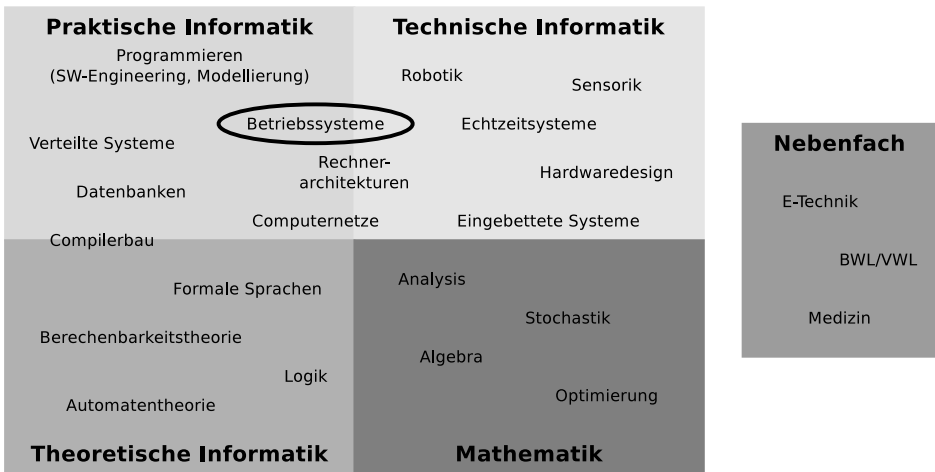 Praktische Informatik
Programmieren
(SW-Engineering, Modellierung)
Betriebssysteme
Verteilte Systeme
Rechner-
architekturen
Datenbanken
Computernetze
Compilerbau
Technische Informatik
Robotik
Sensorik
Echtzeitsysteme
Hardwaredesign
Eingebettete Systeme
Formale Sprachen
Berechenbarkeitstheorie
Logik
Automatentheorie
Theoretische Informatik
Analysis
Stochastik
Algebra
Optimierung
Mathematik
Nebenfach
E-Technik
BWL/VWL
Medizin